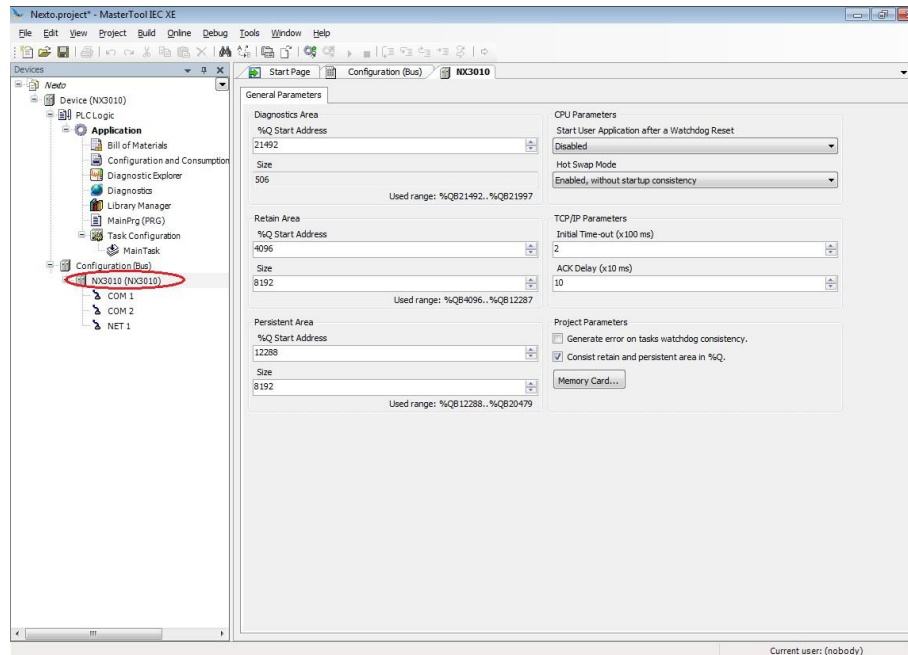 Nexto.project* - MasterTool IEC XE
File Edit View Project Build Online Debug Tools Window Help
Devices
Start Page
Configuration (Bus)
NX3010
Nexto
Device (NX3010)
PLC Logic
Application
Bill of Materials
Configuration and Consumption
Diagnostic Explorer
Diagnostics
Library Manager
MainPrg (PRG)
Task Configuration
MainTask
Configuration (Bus)
NX3010 (NX3010)
COM 1
COM 2
NET 1
General Parameters
Diagnostics Area
%Q Start Address
21492
Size
506
Used range: %QB21492..%QB21997
Retain Area
%Q Start Address
4096
Size
8192
Used range: %QB4096..%QB12287
Persistent Area
%Q Start Address
12288
Size
8192
Used range: %QB12288..%QB20479
CPU Parameters
Start User Application after a Watchdog Reset
Disabled
Hot Swap Mode
Enabled, without startup consistency
TCP/IP Parameters
Initial Time-out (x100 ms)
2
ACK Delay (x10 ms)
10
Project Parameters
Generate error on tasks watchdog consistency.
Consist retain and persistent area in %Q.
Memory Card...
Current user: (nobody)